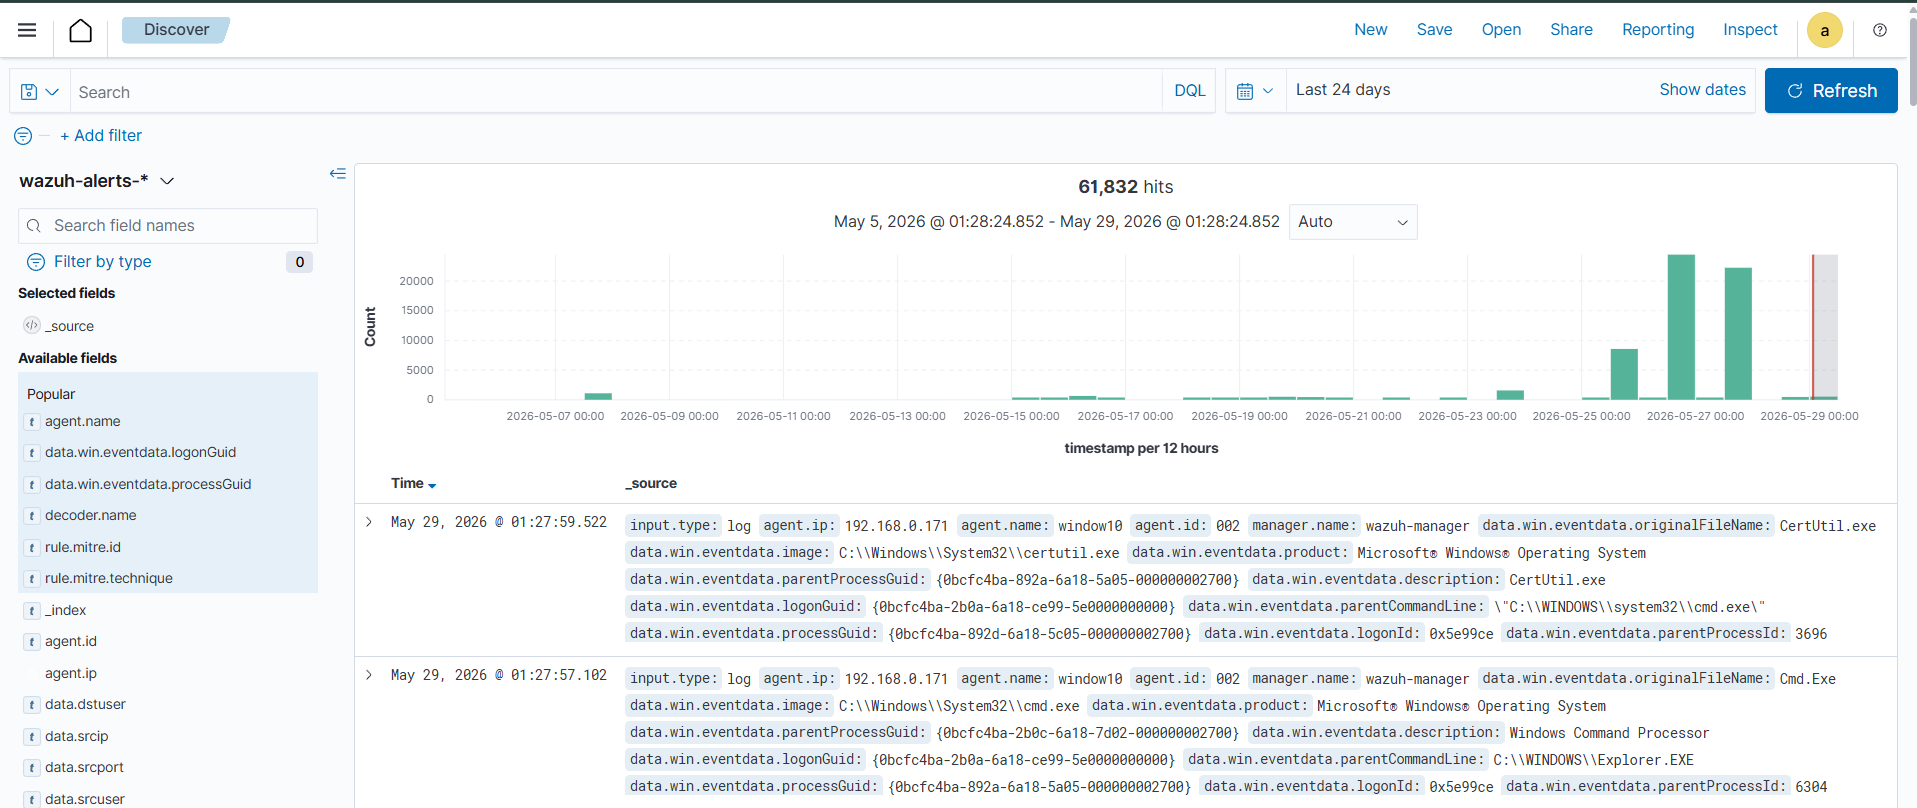 Discover
New Save Open Share Reporting Inspect a
Search DQL Last 24 days Show dates Refresh
+ Add filter
wazuh-alerts-*
Search field names
Filter by type 0
Selected fields
_source
Available fields
Popular
t agent.name
t data.win.eventdata.logonGuid
t data.win.eventdata.processGuid
t decoder.name
t rule.mitre.id
t rule.mitre.technique
t _index
t agent.id
agent.ip
t data.dstuser
t data.srcip
t data.srcport
t data.srcuser
61,832 hits
May 5, 2026 @ 01:28:24.852 - May 29, 2026 @ 01:28:24.852 Auto
Count
20000
15000
10000
5000
0
2026-05-07 00:00 2026-05-09 00:00 2026-05-11 00:00 2026-05-13 00:00 2026-05-15 00:00 2026-05-17 00:00 2026-05-19 00:00 2026-05-21 00:00 2026-05-23 00:00 2026-05-25 00:00 2026-05-27 00:00 2026-05-29 00:00
timestamp per 12 hours
Time _source
May 29, 2026 @ 01:27:59.522 input.type: log agent.ip: 192.168.0.171 agent.name: window10 agent.id: 002 manager.name: wazuh-manager data.win.eventdata.originalFileName: CertUtil.exe
data.win.eventdata.image: C:\\Windows\\System32\\certutil.exe data.win.eventdata.product: Microsoft® Windows® Operating System
data.win.eventdata.parentProcessGuid: {0bcfc4ba-892a-6a18-5a05-000000002700} data.win.eventdata.description: CertUtil.exe
data.win.eventdata.logonGuid: {0bcfc4ba-2b0a-6a18-ce99-5e0000000000} data.win.eventdata.parentCommandLine: \"C:\\WINDOWS\\system32\\cmd.exe\"
data.win.eventdata.processGuid: {0bcfc4ba-892d-6a18-5c05-000000002700} data.win.eventdata.logonId: 0x5e99ce data.win.eventdata.parentProcessId: 3696
May 29, 2026 @ 01:27:57.102 input.type: log agent.ip: 192.168.0.171 agent.name: window10 agent.id: 002 manager.name: wazuh-manager data.win.eventdata.originalFileName: Cmd.Exe
data.win.eventdata.image: C:\\Windows\\System32\\cmd.exe data.win.eventdata.product: Microsoft® Windows® Operating System
data.win.eventdata.parentProcessGuid: {0bcfc4ba-2b0c-6a18-7d02-000000002700} data.win.eventdata.description: Windows Command Processor
data.win.eventdata.logonGuid: {0bcfc4ba-2b0a-6a18-ce99-5e0000000000} data.win.eventdata.parentCommandLine: C:\\WINDOWS\\Explorer.EXE
data.win.eventdata.processGuid: {0bcfc4ba-892a-6a18-5a05-000000002700} data.win.eventdata.logonId: 0x5e99ce data.win.eventdata.parentProcessId: 6304